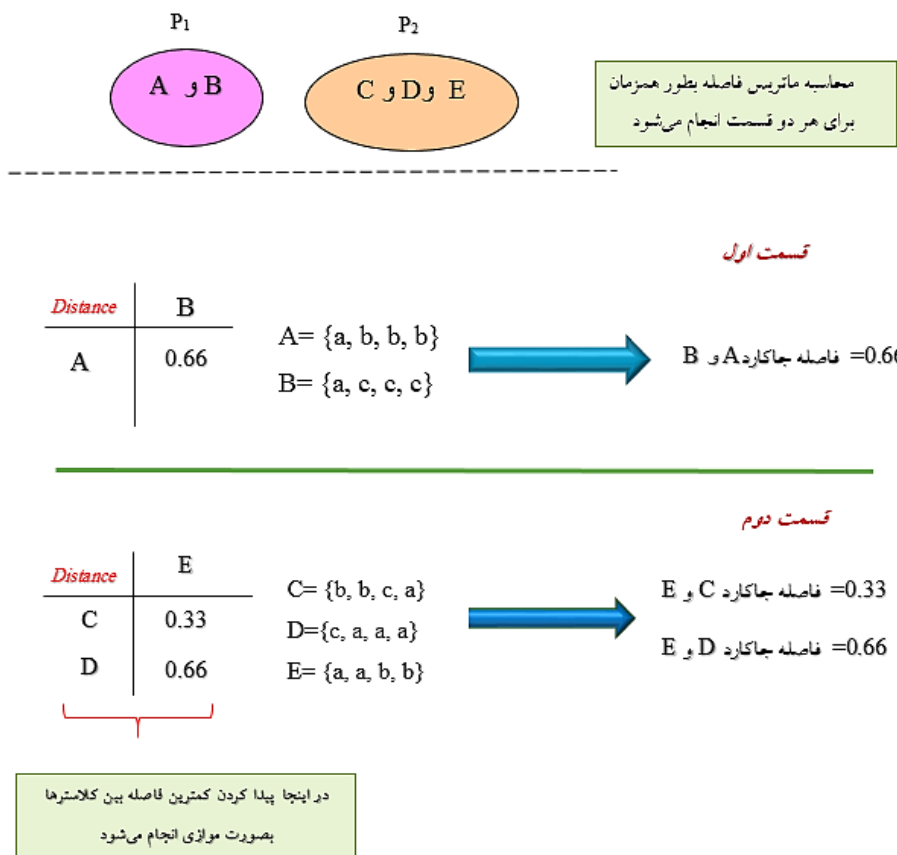 P₁
P₂
A و B
C و D و E
محاسبه ماتریس فاصله بطور همزمان
برای هر دو قسمت انجام می‌شود
قسمت اول
Distance B
A 0.66
A= {a, b, b, b}
B= {a, c, c, c}
فاصله جاکارد A و B =0.66
قسمت دوم
Distance E
C 0.33
D 0.66
C= {b, b, c, a}
D={c, a, a, a}
E= {a, a, b, b}
فاصله جاکارد C و E =0.33
فاصله جاکارد D و E =0.66
در اینجا پیدا کردن کمترین فاصله بین کلاسترها
بصورت موازی انجام می‌شود